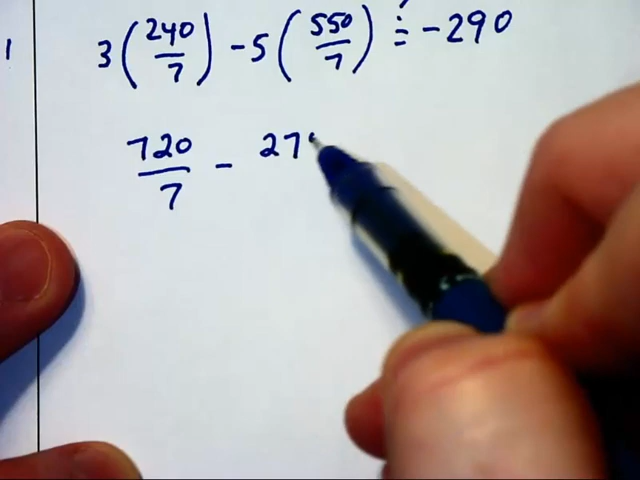 1
3(240/7) - 5(550/7) ≟ -290
720/7 - 27